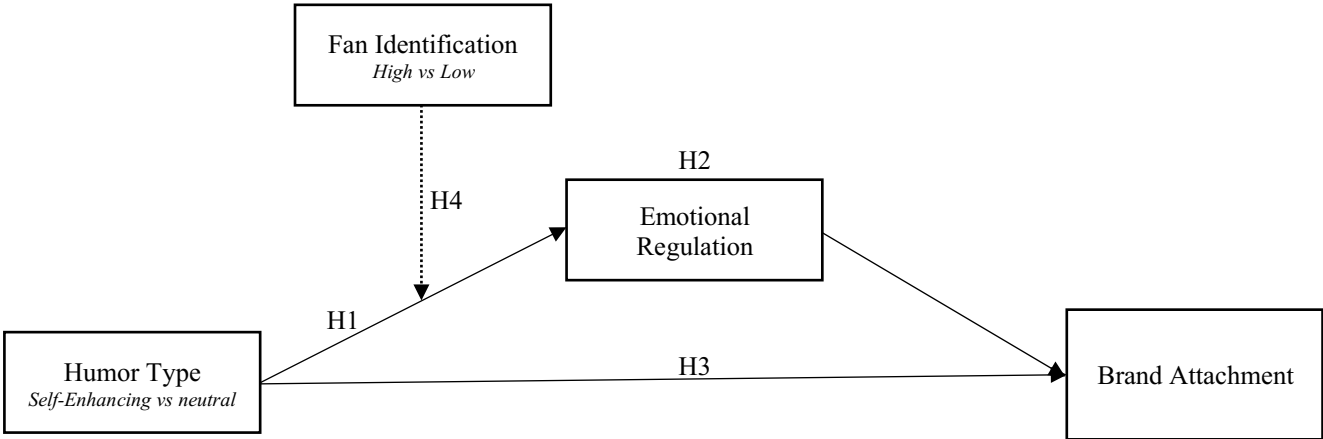 Fan Identification
High vs Low
H2
H4
Emotional
Regulation
H1
Humor Type
Self-Enhancing vs neutral
H3
Brand Attachment